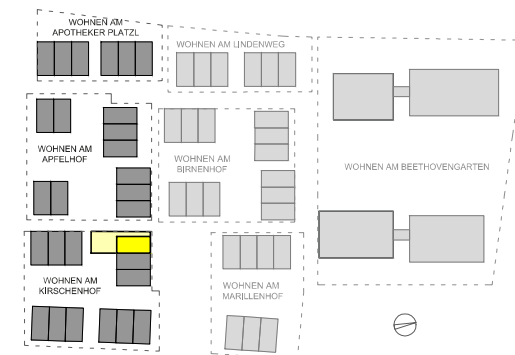 WOHNEN AM
APOTHEKER PLATZL
WOHNEN AM LINDENWEG
WOHNEN AM
APFELHOF
WOHNEN AM
BIRNENHOF
WOHNEN AM BEETHOVENGARTEN
WOHNEN AM
KIRSCHENHOF
WOHNEN AM
MARILLENHOF